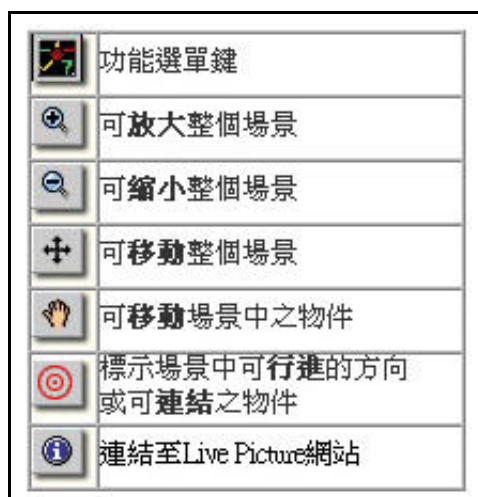 功能選單鍵
可放大整個場景
可縮小整個場景
可移動整個場景
可移動場景中之物件
標示場景中可行進的方向
或可連結之物件
連結至Live Picture網站